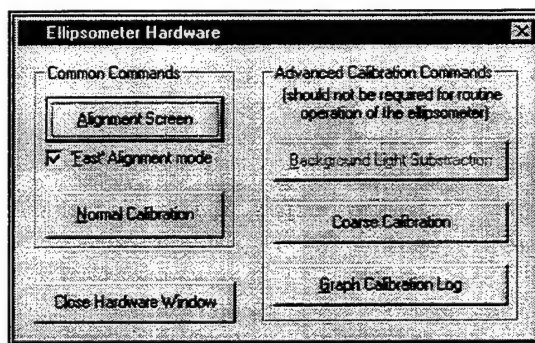 Ellipsometer Hardware
Common Commands
Alignment Screen
"Fast" Alignment mode
Normal Calibration
Close Hardware Window
Advanced Calibration Commands
(should not be required for routine
operation of the ellipsometer)
Background Light Substraction
Coarse Calibration
Graph Calibration Log